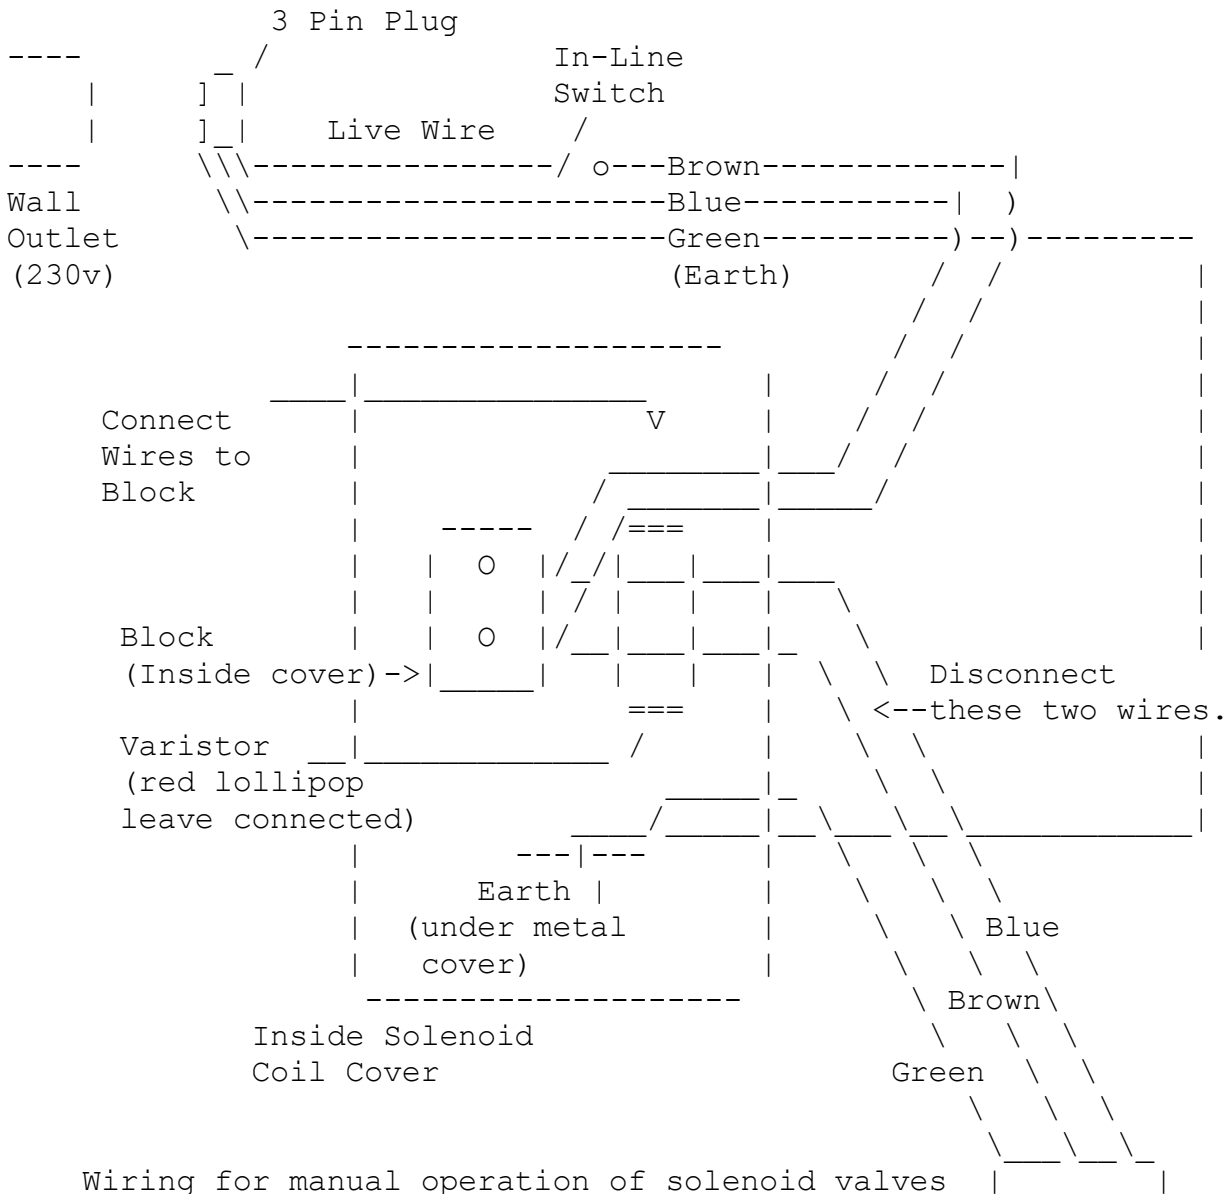 3 Pin Plug
In-Line
Switch
Live Wire
Brown
Wall
Blue
Outlet
Green
(230v)
(Earth)
Connect
V
Wires to
Block
O
Block
O
(Inside cover)->
Disconnect
<--these two wires.
Varistor
(red lollipop
leave connected)
Earth
(under metal
Blue
cover)
Brown
Inside Solenoid
Coil Cover
Green
Wiring for manual operation of solenoid valves